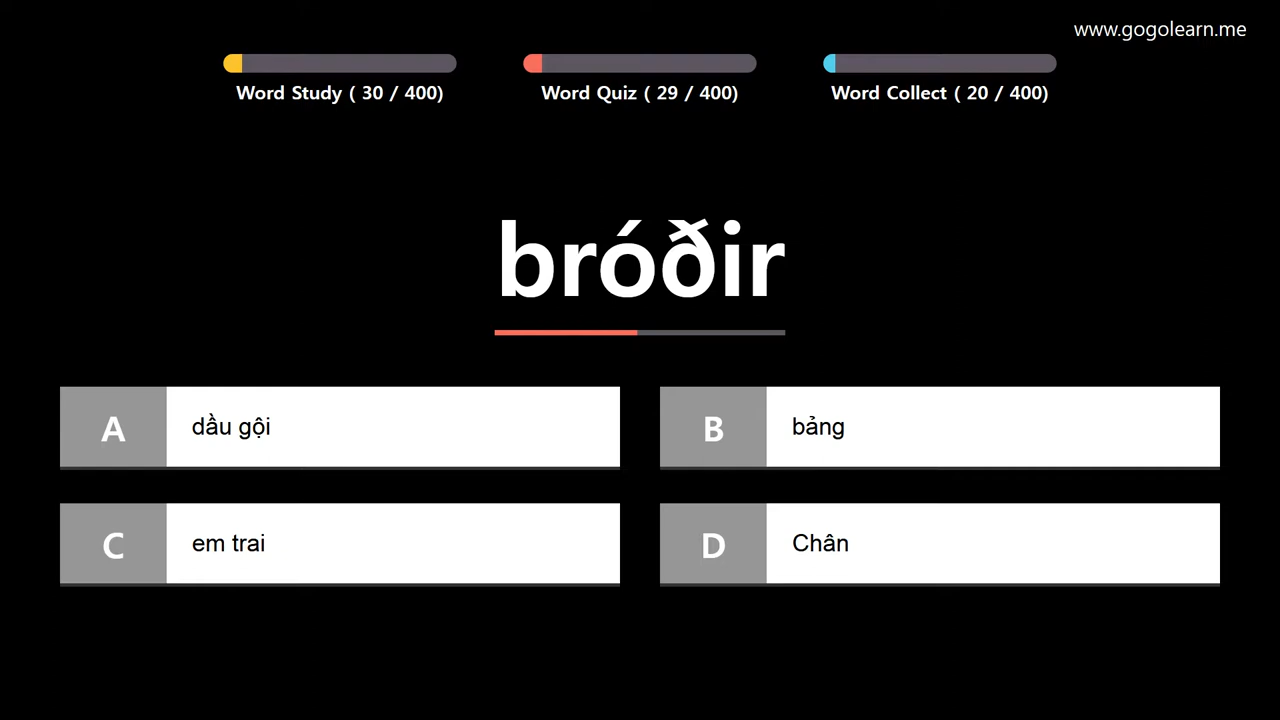 www.gogolearn.me
Word Study ( 30 / 400)
Word Quiz ( 29 / 400)
Word Collect ( 20 / 400)
bróðir
A dầu gội
B bảng
C em trai
D Chân